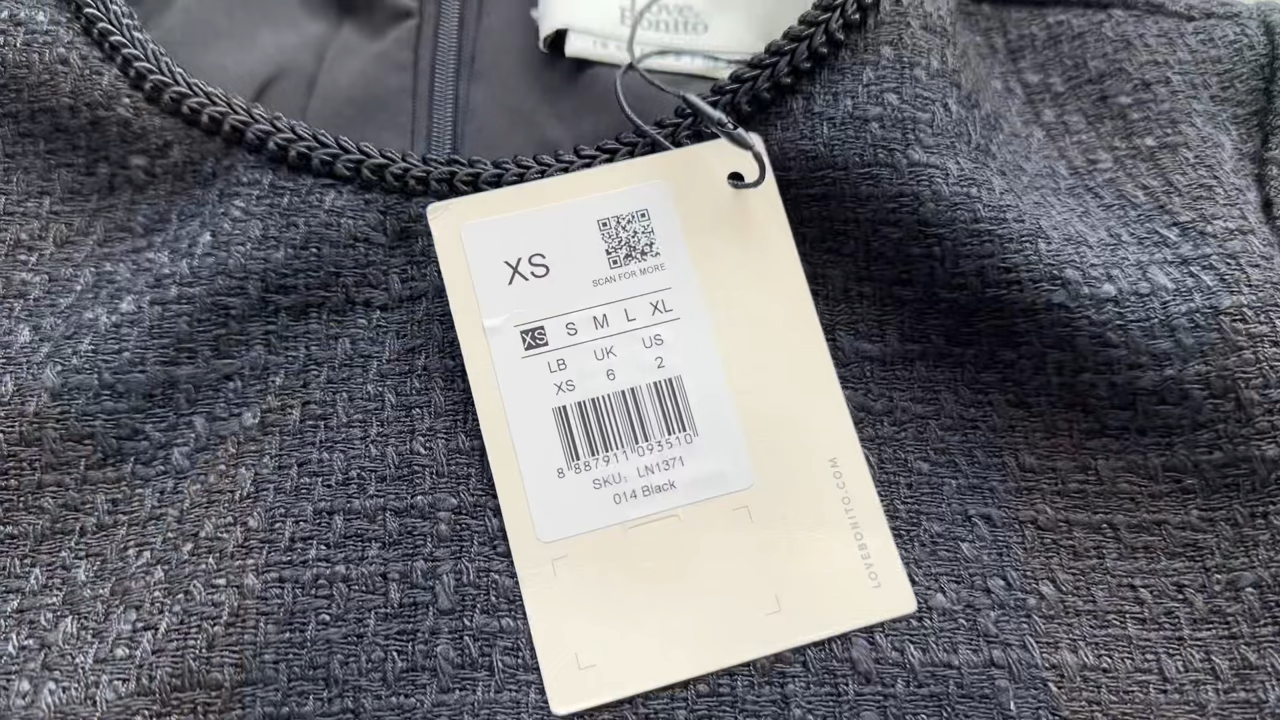 Love,
Bonito
XS
SCAN FOR MORE
XS S M L XL
LB UK US
XS 6 2
8 887911 093510
SKU: LN1371
014 Black
LOVEBONITO.COM